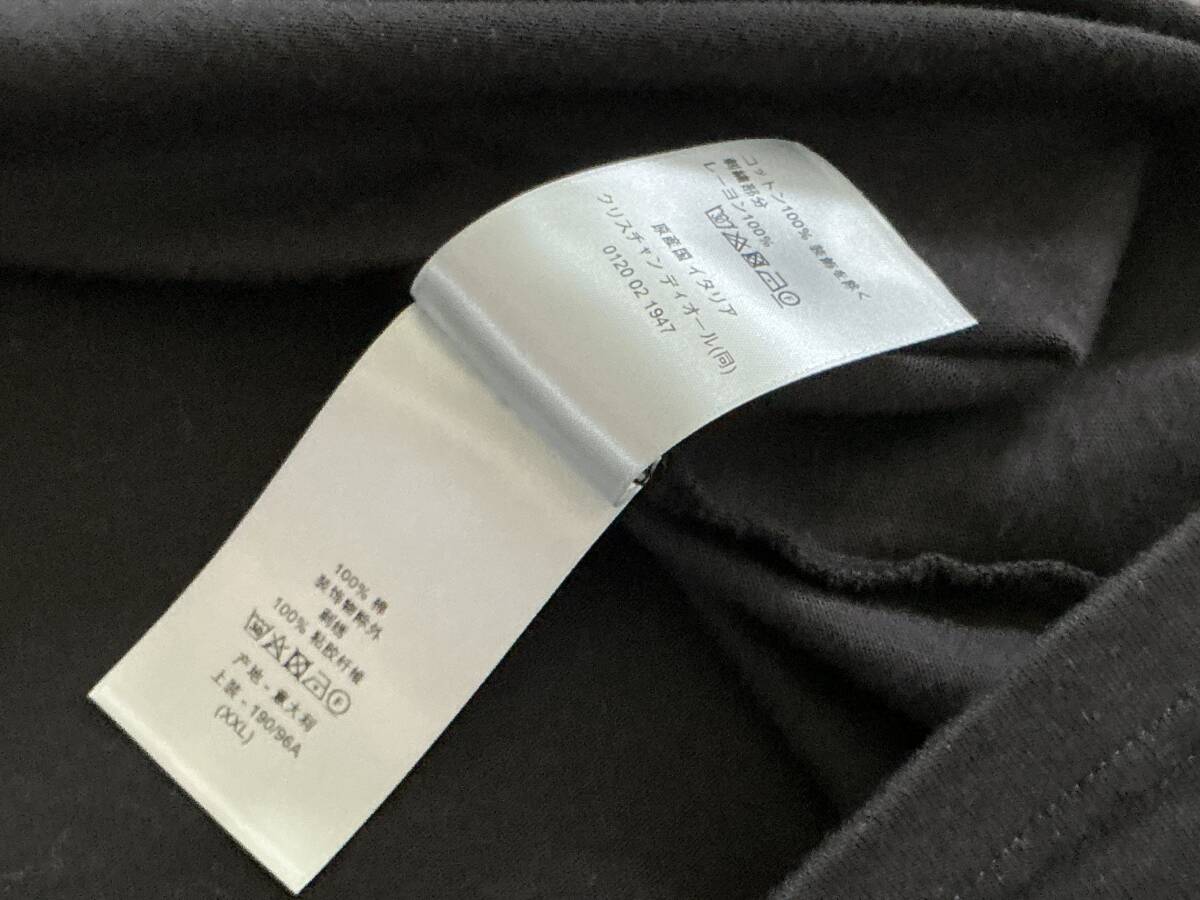 コットン100% 装飾を除く
刺繍部分
レーヨン100%
原産国 イタリア
クリスチャン ディオール(同)
0120 02 1947
100% 棉
装饰物除外
刺绣
100% 粘胶纤维
产地 - 意大利
上装 - 190/96A
(XXL)